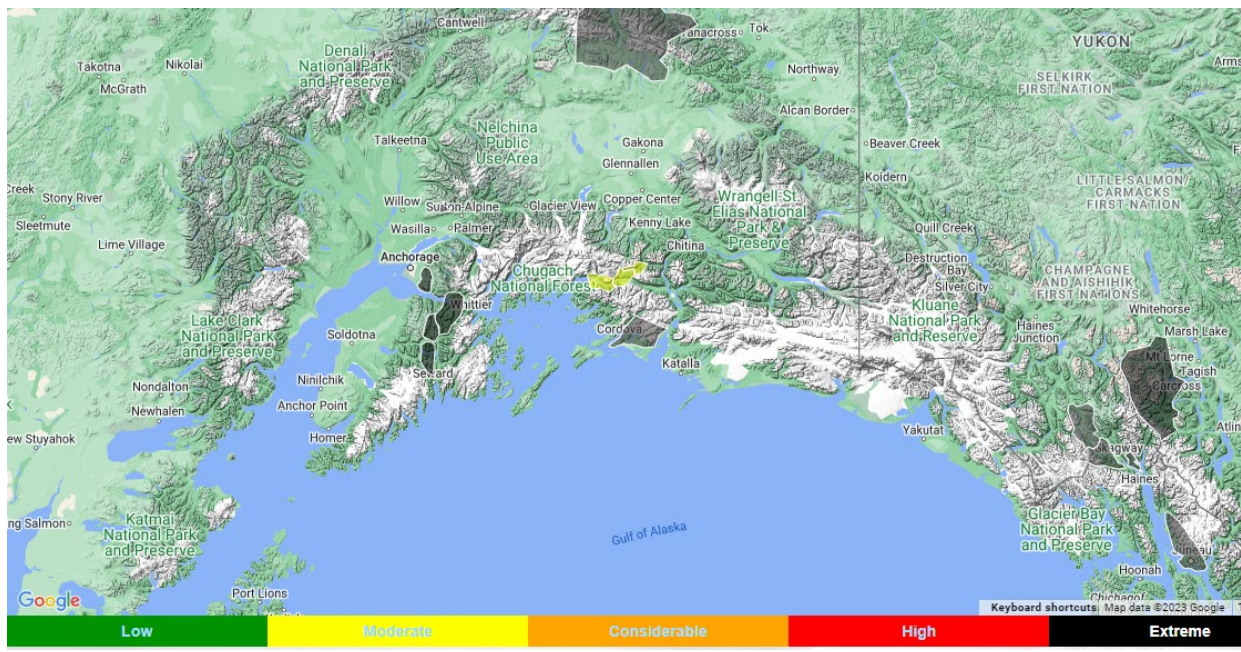 Cantwell
Tanacross
Tok
YUKON
Takotna
Nikolai
McGrath
Denali
National Park
and Preserve
Northway
SELKIRK
FIRST NATION
Alcan Border
Talkeetna
Nelchina
Public
Use Area
Gakona
Glennallen
Beaver Creek
Koidern
Creek
Stony River
Sleetmute
Lime Village
Willow
Sutton-Alpine
Wasilla
Palmer
Glacier View
Copper Center
Kenny Lake
Chitina
Wrangell-St.
Elias National
Park &
Preserve
LITTLE SALMON/
CARMACKS
FIRST NATION
Quill Creek
Anchorage
Chugach
National Forest
Destruction
Bay
Silver City
CHAMPAGNE
AND AISHIHIK
FIRST NATIONS
Whittier
Kluane
National Park
and Reserve
Whitehorse
Marsh Lake
Lake Clark
National Park
and Preserve
Soldotna
Cordova
Katalla
Haines
Junction
Mt Lorne
Tagish
Carcross
Nondalton
Newhalen
Ninilchik
Seward
Anchor Point
Homer
Yakutat
Skagway
Haines
ew Stuyahok
Katmai
National Park
and Preserve
ng Salmon
Gulf of Alaska
Glacier Bay
National Park
and Preserve
Juneau
Hoonah
Chichagof
Port Lions
Google
Keyboard shortcuts Map data ©2023 Google
Low Moderate Considerable High Extreme